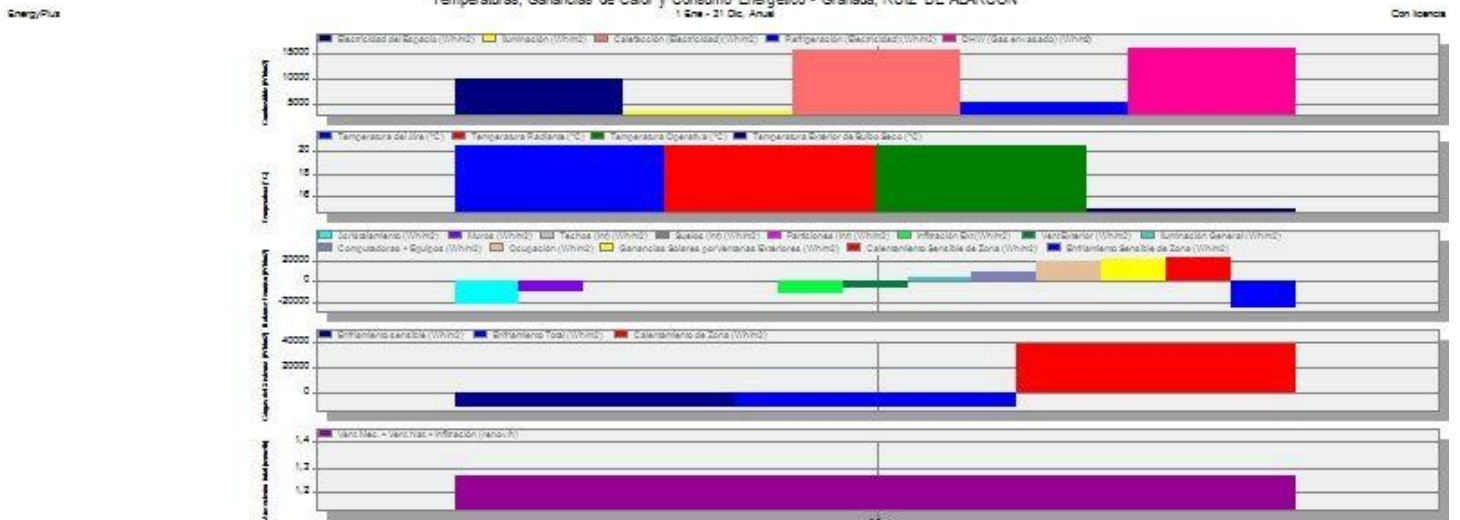 Temperaturas, Ganancias de Calor y Consumo Energético - Granada, RUIZ DE ALARCON
EnergyPlus
1 Ene - 31 Dic, Anual
Con licencia
Electricidad del Espacio (Wh/m2) Iluminación (Wh/m2) Calefacción (Electricidad) (Wh/m2) Refrigeración (Electricidad) (Wh/m2) DHW (Gas envasado) (Wh/m2)
15000
10000
5000
Temperatura del Aire (°C) Temperatura Radiante (°C) Temperatura Operativa (°C) Temperatura Exterior de Bulbo Seco (°C)
20
Temperatura (°C)
Acristalamiento (Wh/m2) Muros (Wh/m2) Techos (int) (Wh/m2) Suelos (int) (Wh/m2) Particiones (int) (Wh/m2) Infiltración Ext (Wh/m2) Vent Exterior (Wh/m2) Iluminación General (Wh/m2)
Computadoras + Equipos (Wh/m2) Ocupación (Wh/m2) Ganancias Solares por Ventanas Exteriores (Wh/m2) Calentamiento Sensible de Zona (Wh/m2) Enfriamiento Sensible de Zona (Wh/m2)
20000
0
-20000
Enfriamiento sensible (Wh/m2) Enfriamiento Total (Wh/m2) Calentamiento de Zona (Wh/m2)
40000
20000
0
Vent Mec. + Vent Nat + Infiltración (renov/h)
1,4
1,3
1,2